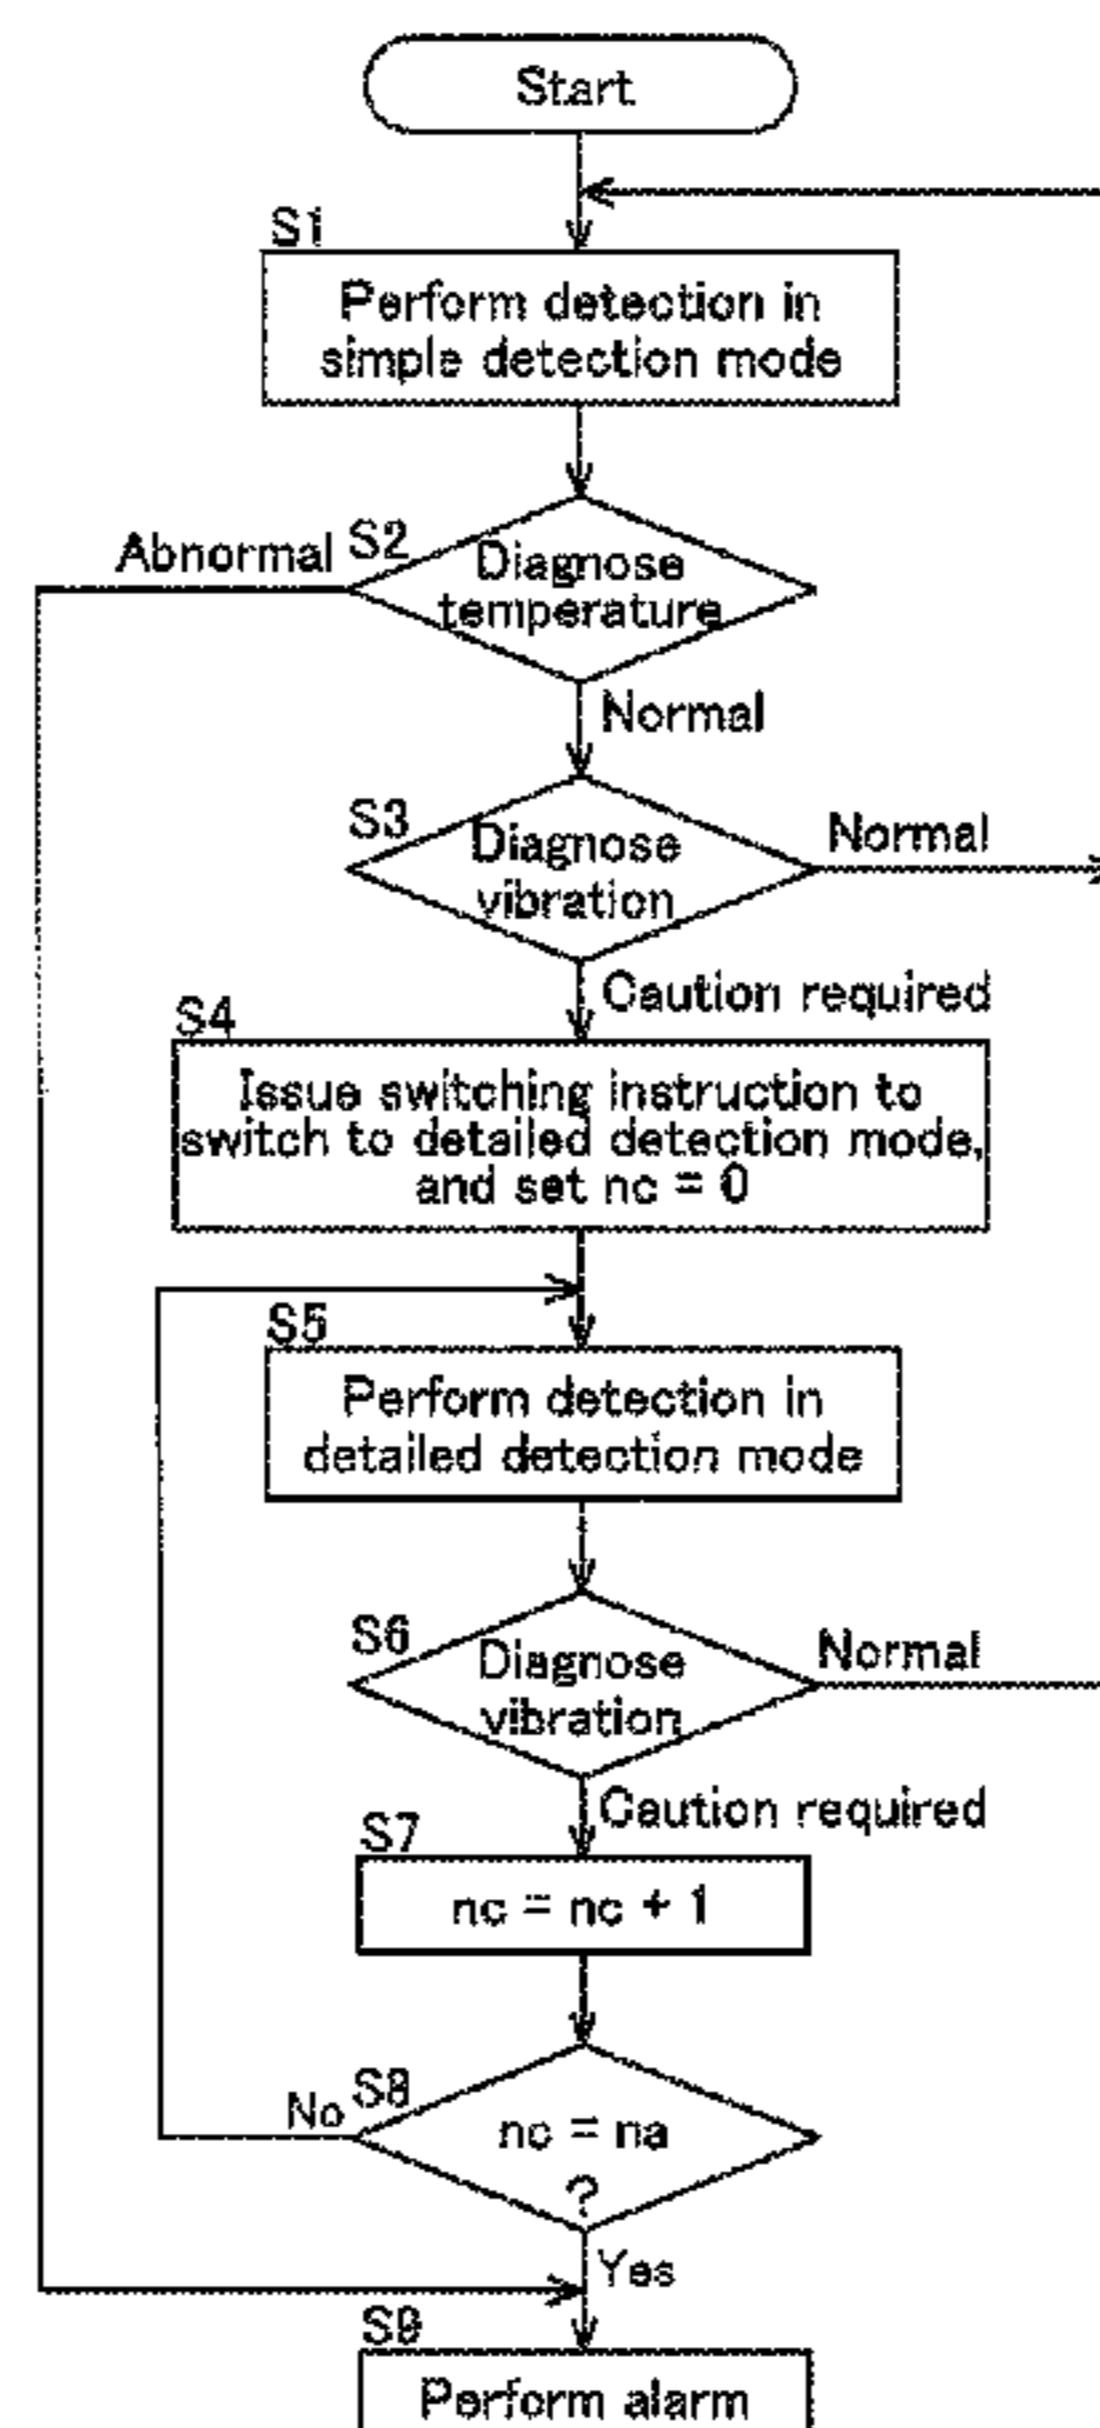 Start
S1
Perform detection in
simple detection mode
Abnormal
S2
Diagnose
temperature
Normal
S3
Diagnose
vibration
Normal
Caution required
S4
Issue switching instruction to
switch to detailed detection mode,
and set nc = 0
S5
Perform detection in
detailed detection mode
S6
Diagnose
vibration
Normal
Caution required
S7
nc = nc + 1
No
S8
nc = na
?
Yes
S9
Perform alarm